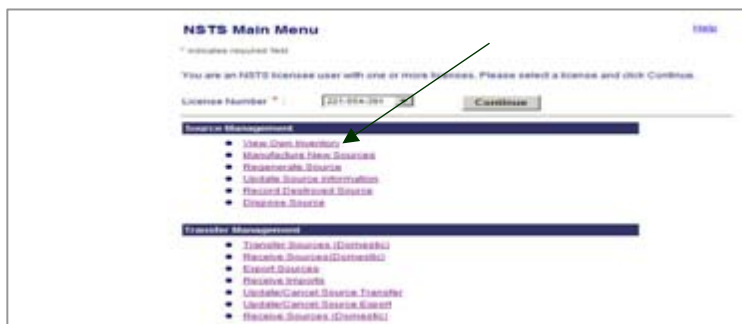 NSTS Main Menu
Help
* indicates required field
You are an NSTS licensee user with one or more licenses. Please select a license and click Continue.
License Number * :
Continue
Source Management
View Own Inventory
Manufacture New Sources
Regenerate Source
Update Source Information
Record Destroyed Source
Dispose Source
Transfer Management
Transfer Sources (Domestic)
Receive Sources(Domestic)
Export Sources
Receive Imports
Update/Cancel Source Transfer
Update/Cancel Source Export
Receive Sources (Domestic)